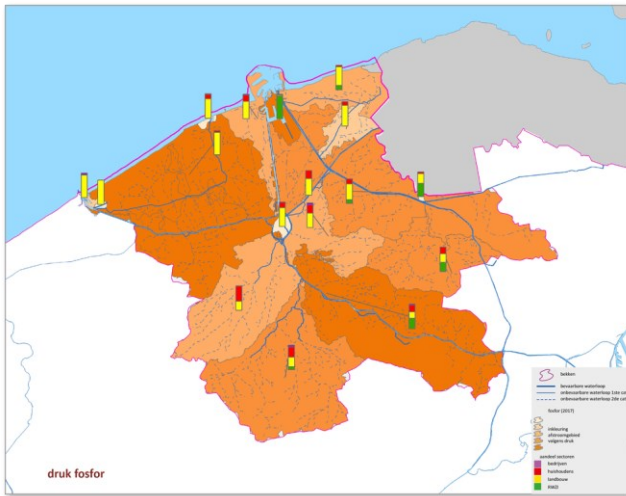 bekken
bevaarbare waterloop
onbevaarbare waterloop 1ste cat
onbevaarbare waterloop 2de cat
fosfor (2017)
inkleuring
afstroomgebied
volgens druk
aandeel sectoren
bedrijven
huishoudens
landbouw
RWZI
druk fosfor